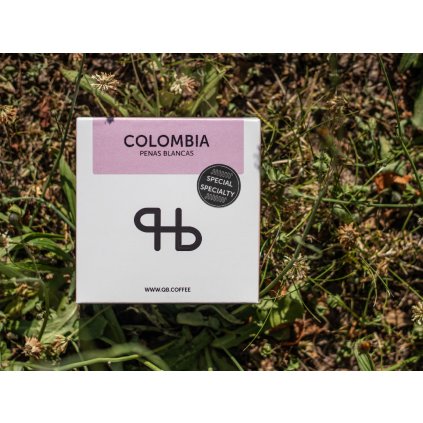 COLOMBIA
PENAS BLANCAS
SPECIAL
SPECIALTY
WWW.QB.COFFEE